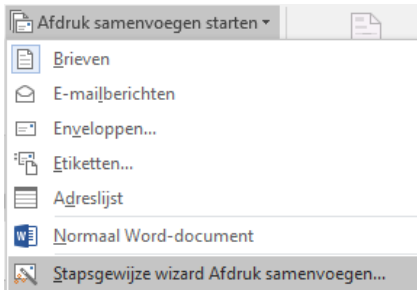 Afdruk samenvoegen starten
Brieven
E-mailberichten
Enveloppen...
Etiketten...
Adreslijst
Normaal Word-document
Stapsgewijze wizard Afdruk samenvoegen...